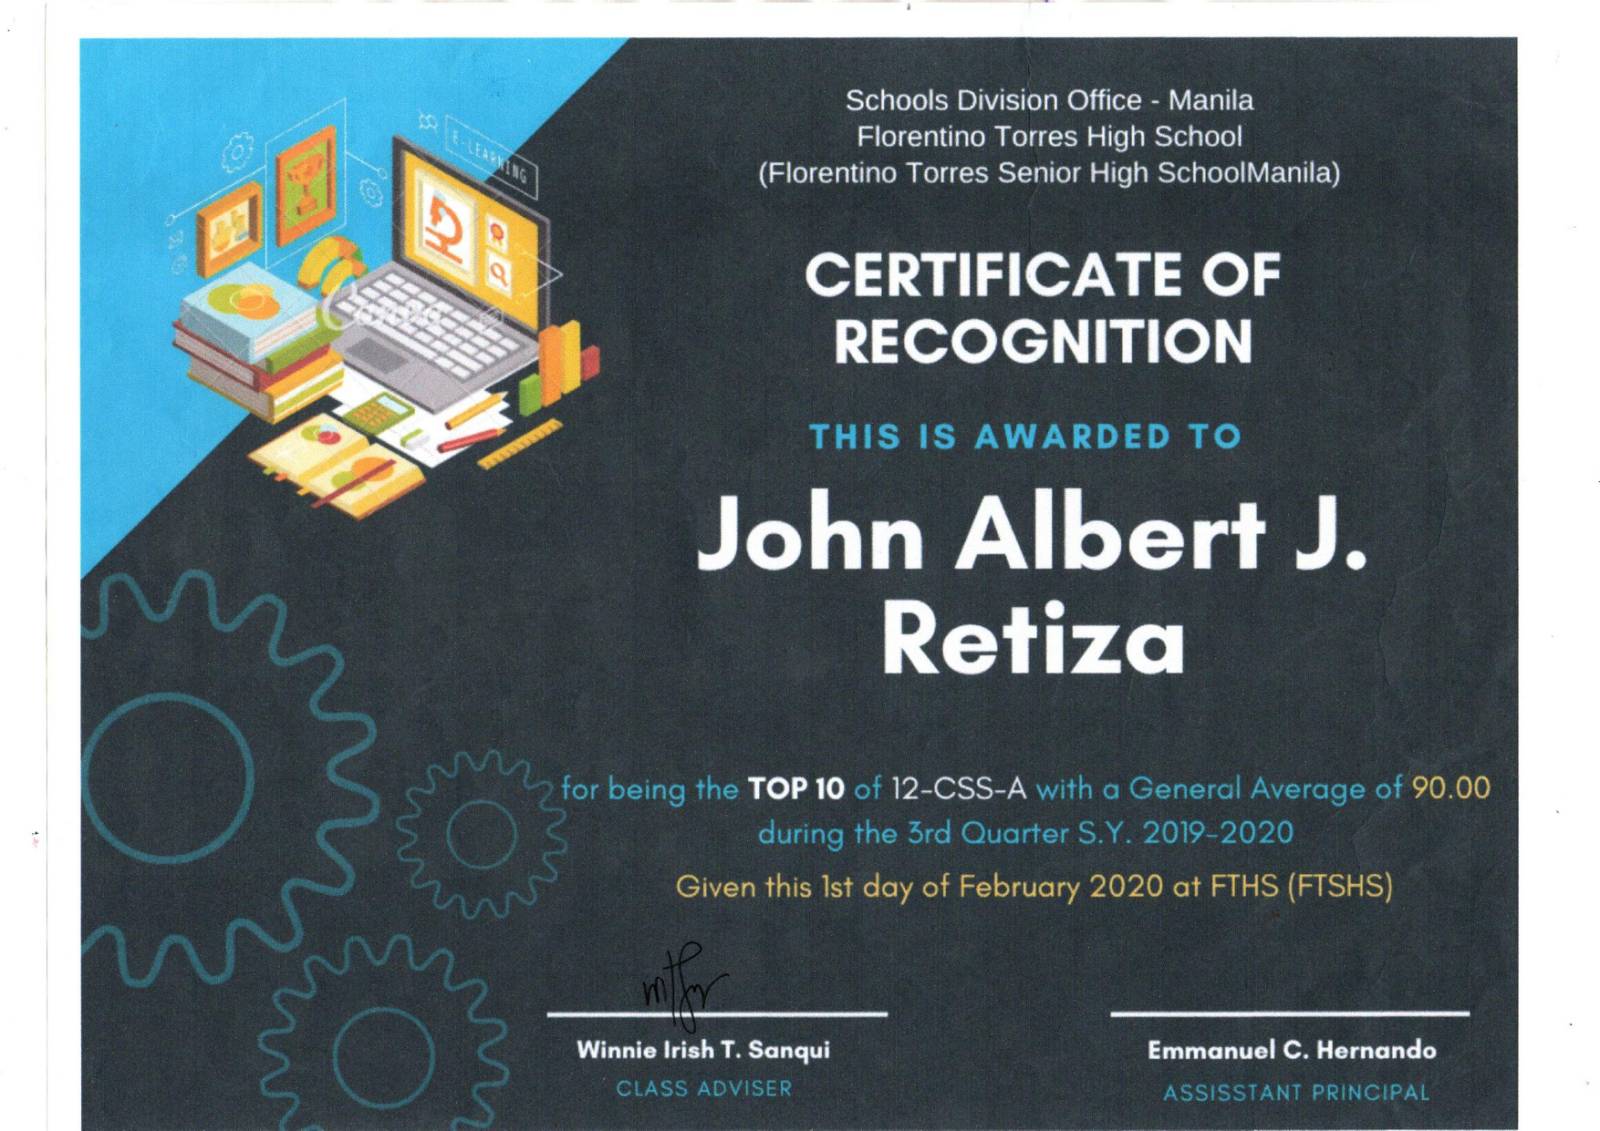 Schools Division Office - Manila
Florentino Torres High School
(Florentino Torres Senior High SchoolManila)
E-LEARNING
CERTIFICATE OF
RECOGNITION
THIS IS AWARDED TO
Canva
John Albert J.
Retiza
for being the TOP 10 of 12-CSS-A with a General Average of 90.00
during the 3rd Quarter S.Y. 2019-2020
Given this 1st day of February 2020 at FTHS (FTSHS)
Winnie Irish T. Sanqui
CLASS ADVISER
Emmanuel C. Hernando
ASSISSTANT PRINCIPAL